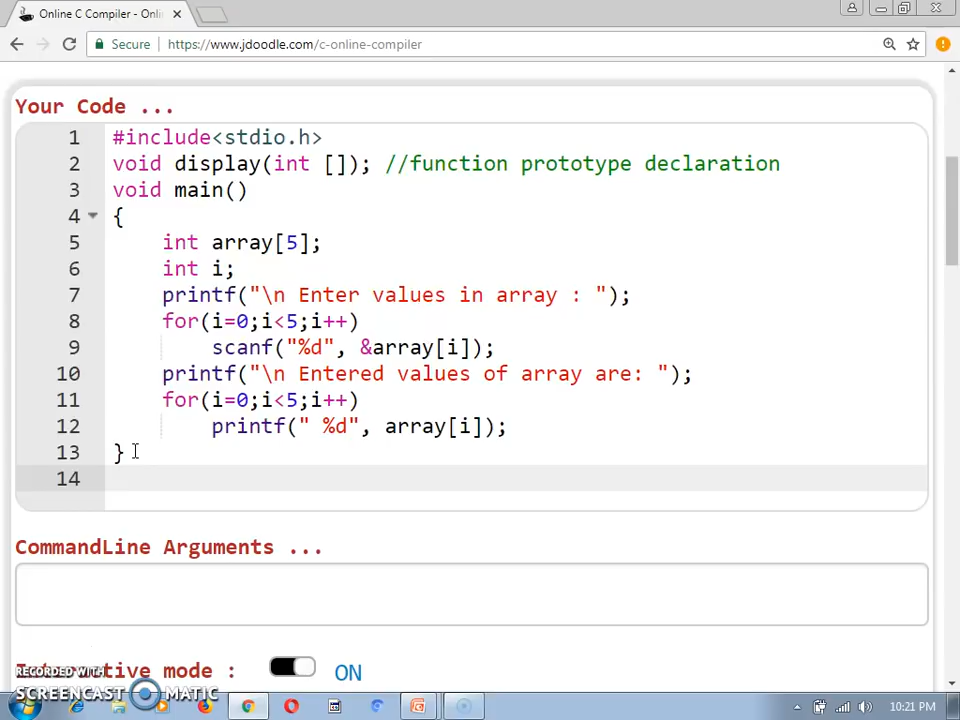 Online C Compiler - Onli
Secure
https://www.jdoodle.com/c-online-compiler
Your Code ...
1 #include<stdio.h>
2 void display(int []); //function prototype declaration
3 void main()
4 {
5 int array[5];
6 int i;
7 printf("\n Enter values in array : ");
8 for(i=0;i<5;i++)
9 scanf("%d", &array[i]);
10 printf("\n Entered values of array are: ");
11 for(i=0;i<5;i++)
12 printf(" %d", array[i]);
13 }
14
CommandLine Arguments ...
Interactive mode : ON
RECORDED WITH
SCREENCAST MATIC
10:21 PM